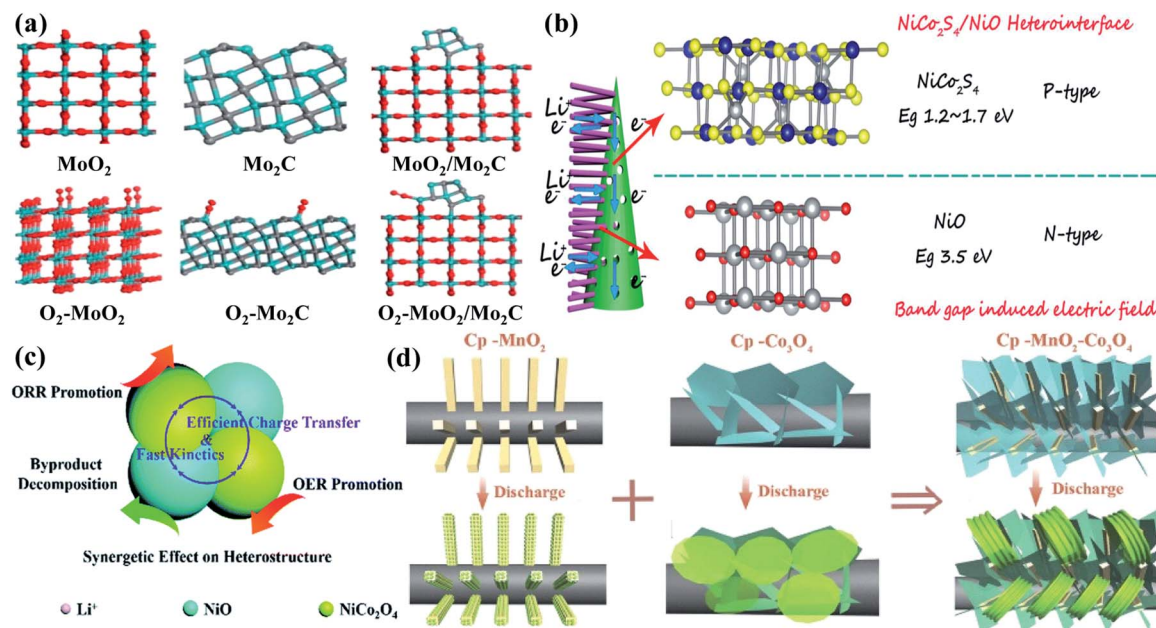 (a)
MoO₂
Mo₂C
MoO₂/Mo₂C
O₂-MoO₂
O₂-Mo₂C
O₂-MoO₂/Mo₂C
(b)
Li⁺
e⁻
e⁻
Li⁺
e⁻
e⁻
Li⁺
e⁻
e⁻
NiCo₂S₄/NiO Heterointerface
NiCo₂S₄
P-type
Eg 1.2~1.7 eV
NiO
N-type
Eg 3.5 eV
Band gap induced electric field
(c)
ORR Promotion
Efficient Charge Transfer
&
Fast Kinetics
Byproduct
Decomposition
OER Promotion
Synergetic Effect on Heterostructure
Li⁺
NiO
NiCo₂O₄
(d)
Cp -MnO₂
Cp -Co₃O₄
Cp -MnO₂-Co₃O₄
Discharge
+
Discharge
⇒
Discharge